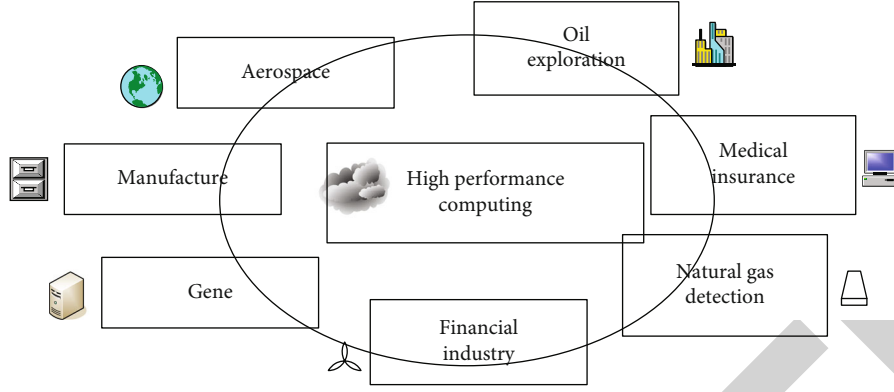 Oil
exploration
Aerospace
Medical
insurance
Manufacture
High performance
computing
Natural gas
detection
Gene
Financial
industry